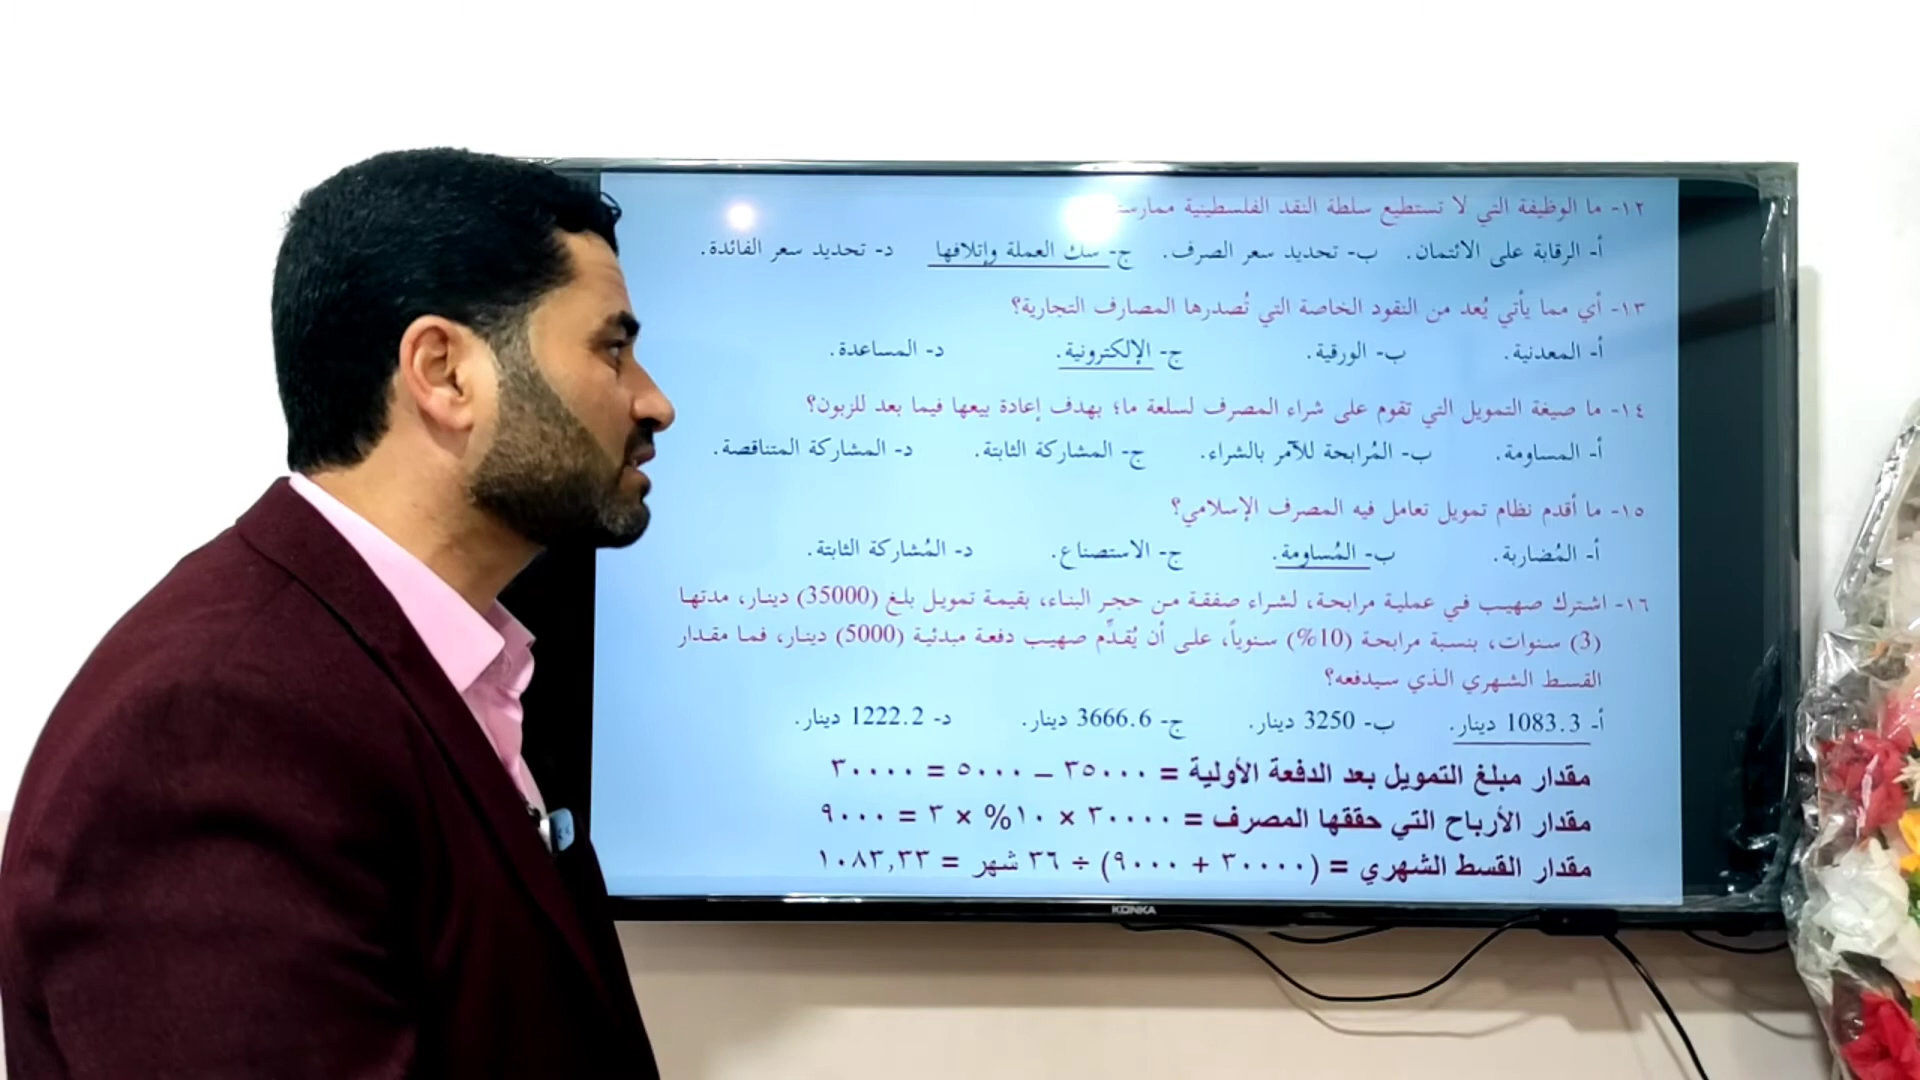 ١٢- ما الوظيفة التي لا تستطيع سلطة النقد الفلسطينية
أ- الرقابة على الائتمان. ب- تحديد سعر الصرف. ج- سك العملة وإتلافها د- تحديد سعر الفائدة.
١٣- أي مما يأتي يُعد من النقود الخاصة التي تُصدرها المصارف التجارية؟
أ- المعدنية. ب- الورقية. ج- الإلكترونية. د- المساعدة.
١٤- ما صيغة التمويل التي تقوم على شراء المصرف لسلعة ما؛ بهدف إعادة بيعها فيما بعد للزبون؟
أ- المساومة. ب- المُرابحة للآمر بالشراء. ج- المشاركة الثابتة. د- المشاركة المتناقصة.
١٥- ما أقدم نظام تمويل تعامل فيه المصرف الإسلامي؟
أ- المُضاربة. ب- المُساومة. ج- الاستصناع. د- المُشاركة الثابتة.
١٦- اشترك صهيب في عملية مرابحة، لشراء صفقة من حجر البناء، بقيمة تمويل بلغ (35000) دينار، مدتها
(3) سنوات، بنسبة مرابحة (10%) سنوياً، على أن يُقدِّم صهيب دفعة مبدئية (5000) دينار، فما مقدار
القسط الشهري الذي سيدفعه؟
أ- 1083.3 دينار. ب- 3250 دينار. ج- 3666.6 دينار. د- 1222.2 دينار.
مقدار مبلغ التمويل بعد الدفعة الأولية = ٣٥٠٠٠ – ٥٠٠٠ = ٣٠٠٠٠
مقدار الأرباح التي حققها المصرف = ٣٠٠٠٠ × ١٠% × ٣ = ٩٠٠٠
مقدار القسط الشهري = (٣٠٠٠٠ + ٩٠٠٠) ÷ ٣٦ شهر = ١٠٨٣,٣٣
KONKA